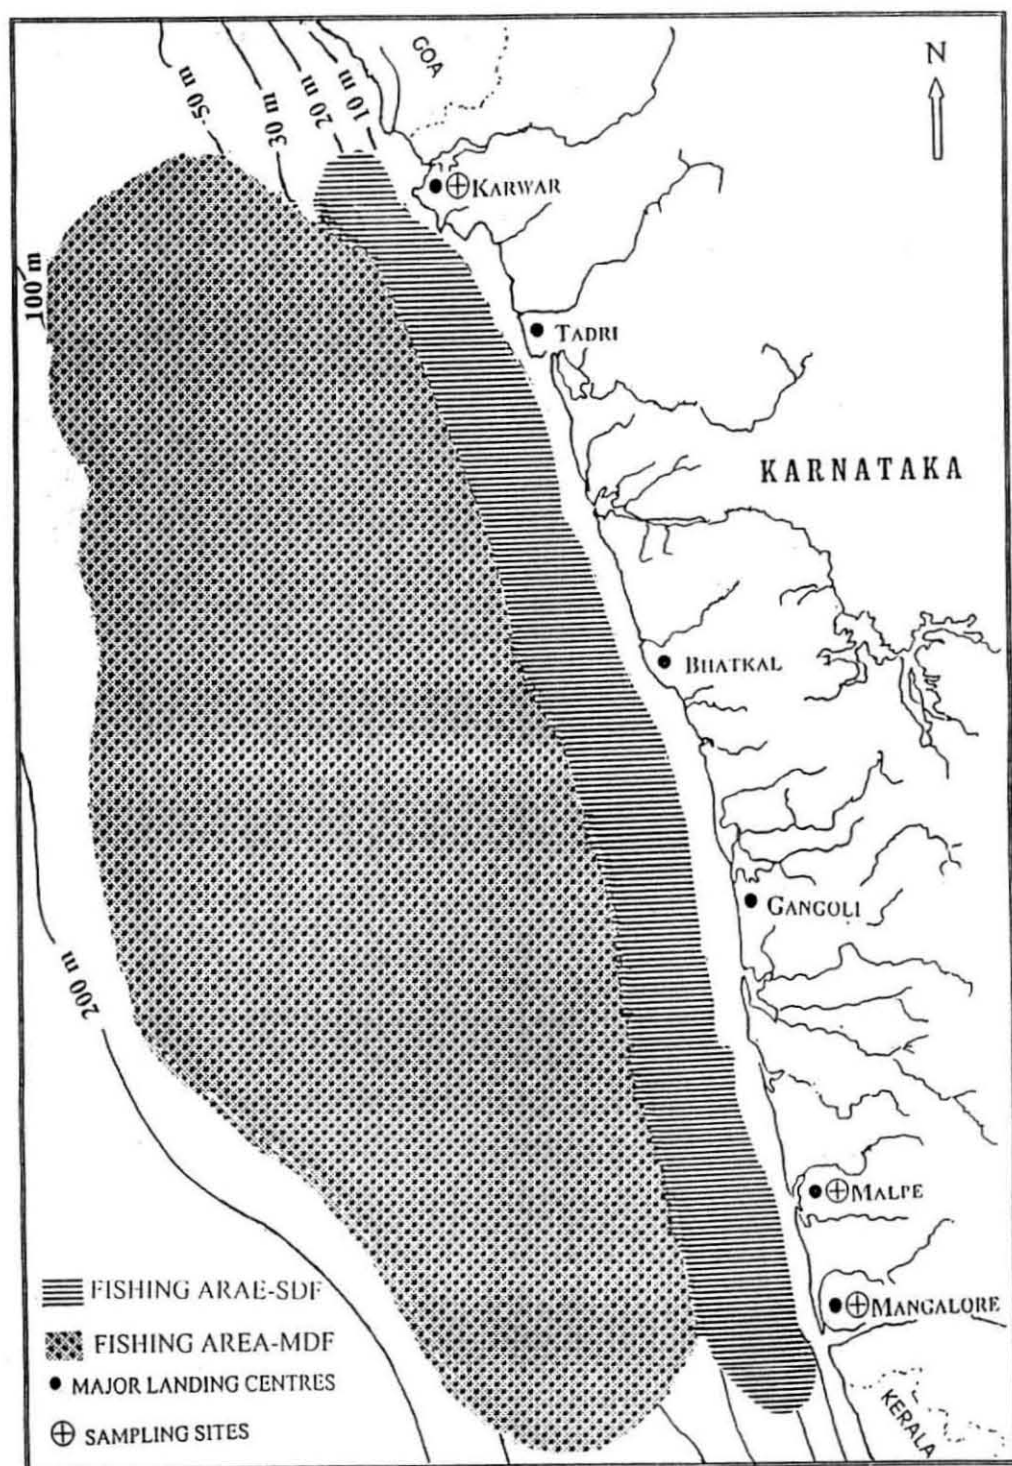 GOA
N
50 m
30 m
20 m
10 m
KARWAR
100 m
TADRI
KARNATAKA
BHATKAL
GANGOLI
200 m
MALPE
MANGALORE
FISHING ARAE-SDF
FISHING AREA-MDF
MAJOR LANDING CENTRES
SAMPLING SITES
KERALA